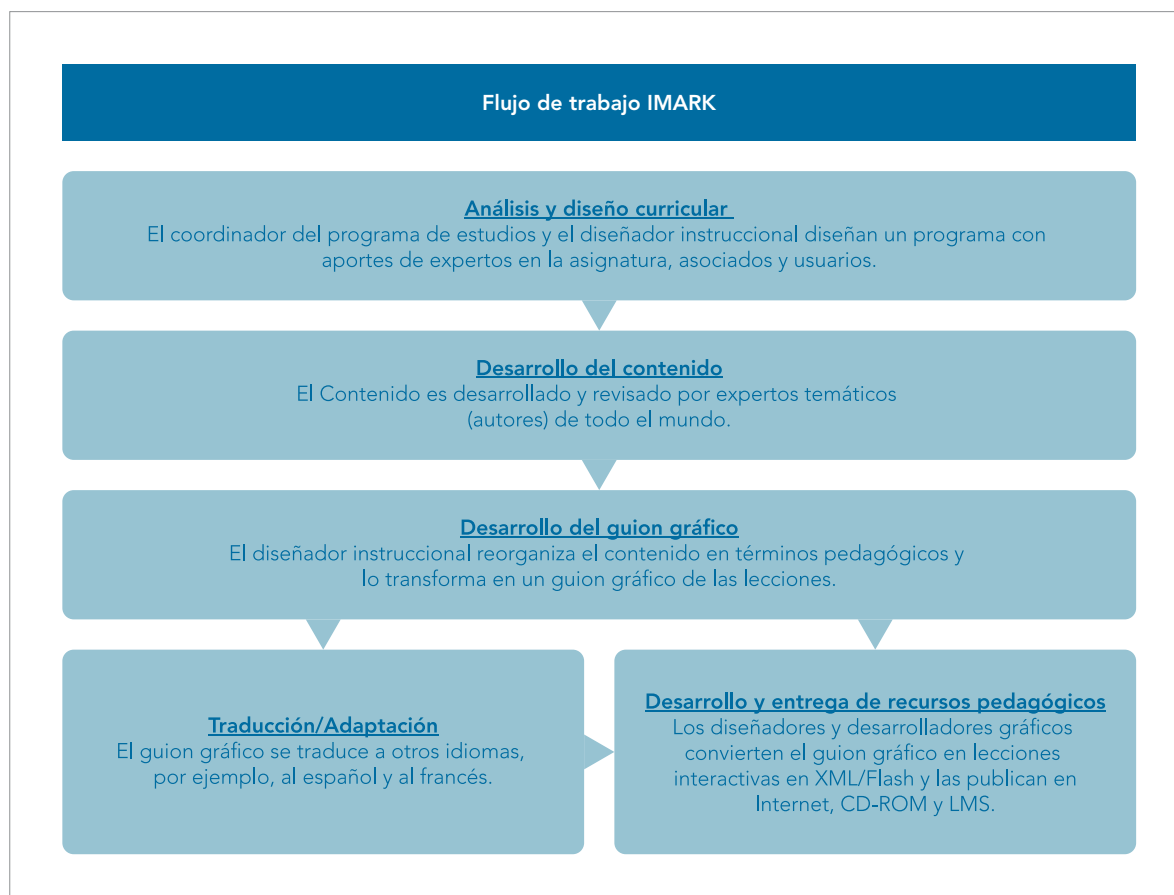 Flujo de trabajo IMARK
Análisis y diseño curricular
El coordinador del programa de estudios y el diseñador instruccional diseñan un programa con
aportes de expertos en la asignatura, asociados y usuarios.
Desarrollo del contenido
El Contenido es desarrollado y revisado por expertos temáticos
(autores) de todo el mundo.
Desarrollo del guion gráfico
El diseñador instruccional reorganiza el contenido en términos pedagógicos y
lo transforma en un guion gráfico de las lecciones.
Traducción/Adaptación
El guion gráfico se traduce a otros idiomas,
por ejemplo, al español y al francés.
Desarrollo y entrega de recursos pedagógicos
Los diseñadores y desarrolladores gráficos
convierten el guion gráfico en lecciones
interactivas en XML/Flash y las publican en
Internet, CD-ROM y LMS.